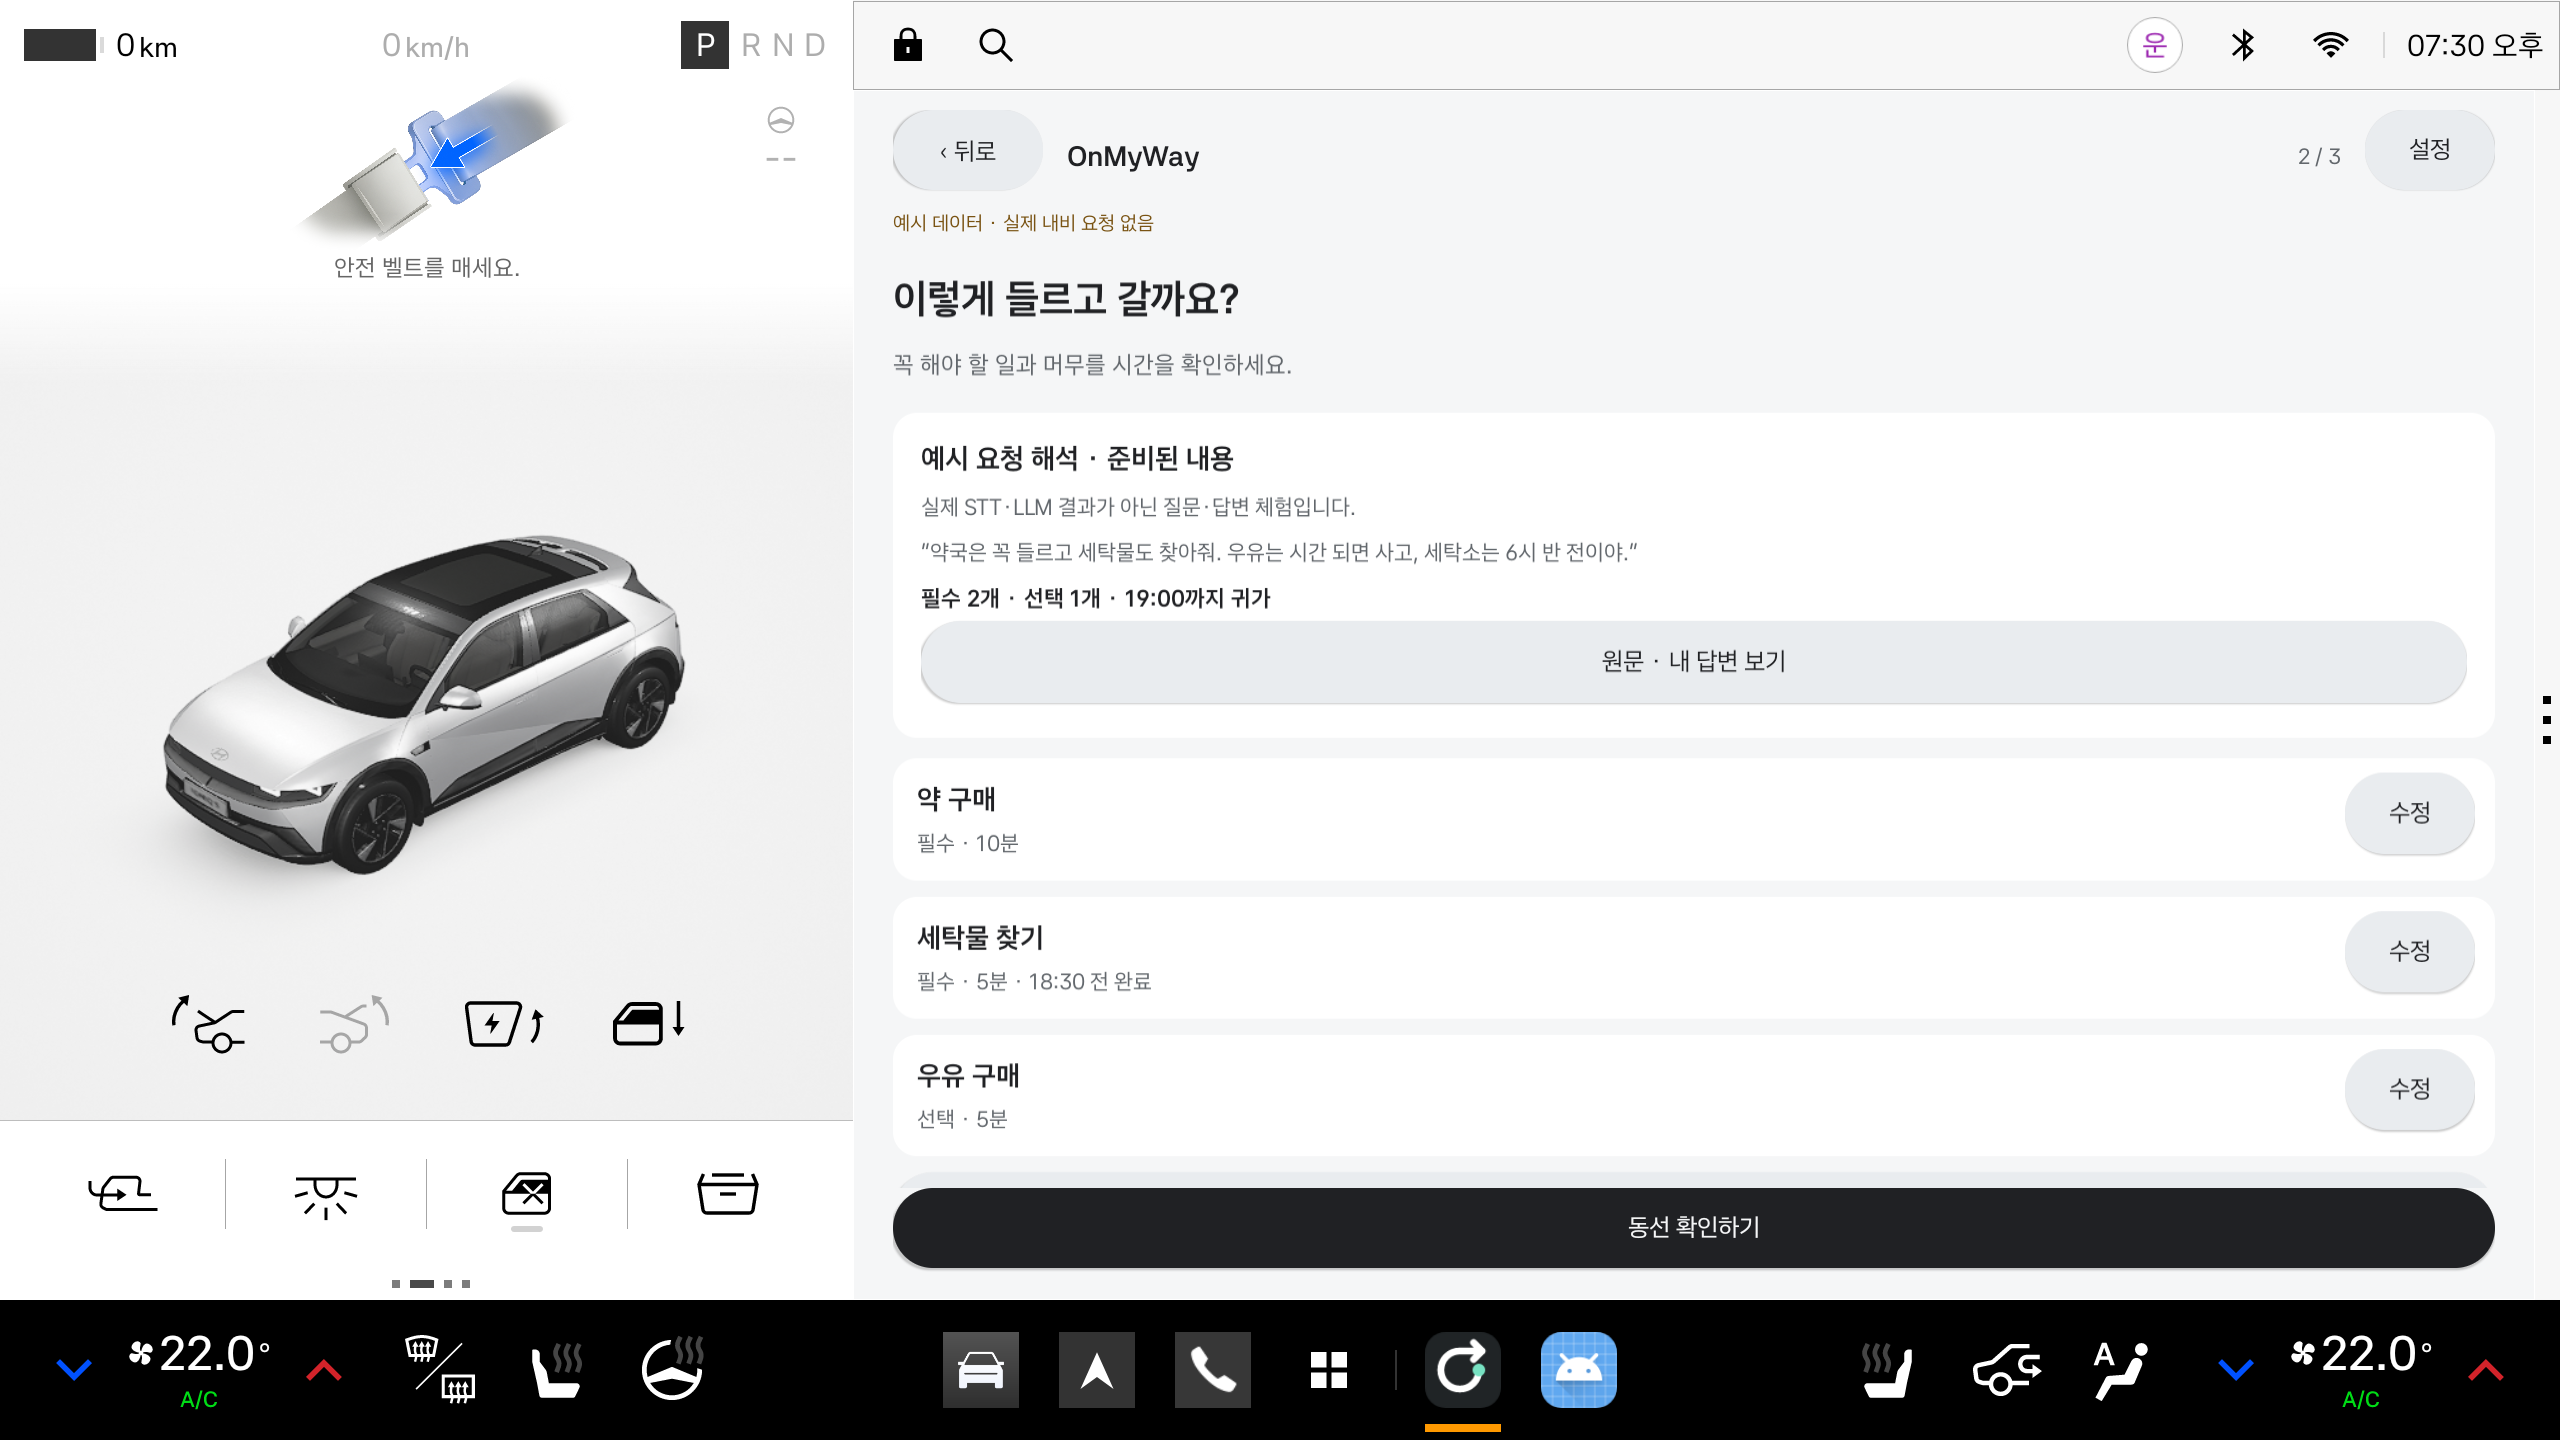 0 km
0 km/h
P R N D
안전 벨트를 매세요.
운
07:30 오후
‹ 뒤로
OnMyWay
2 / 3
설정
예시 데이터 · 실제 내비 요청 없음
이렇게 들르고 갈까요?
꼭 해야 할 일과 머무를 시간을 확인하세요.
예시 요청 해석 · 준비된 내용
실제 STT·LLM 결과가 아닌 질문·답변 체험입니다.
“약국은 꼭 들르고 세탁물도 찾아줘. 우유는 시간 되면 사고, 세탁소는 6시 반 전이야.”
필수 2개 · 선택 1개 · 19:00까지 귀가
원문 · 내 답변 보기
약 구매
필수 · 10분
수정
세탁물 찾기
필수 · 5분 · 18:30 전 완료
수정
우유 구매
선택 · 5분
수정
동선 확인하기
22.0°
A/C
A
22.0°
A/C